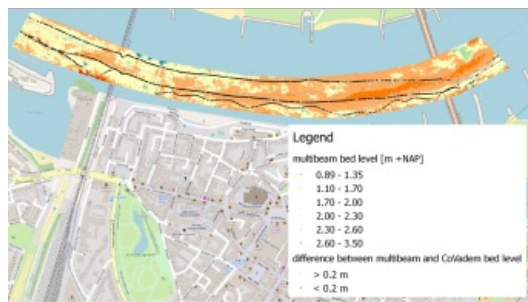 Legend
multibeam bed level [m +NAP]
0.89 - 1.35
1.10 - 1.70
1.70 - 2.00
2.00 - 2.30
2.30 - 2.60
2.60 - 3.50
difference between multibeam and CoVadem bed level
> 0.2 m
< 0.2 m